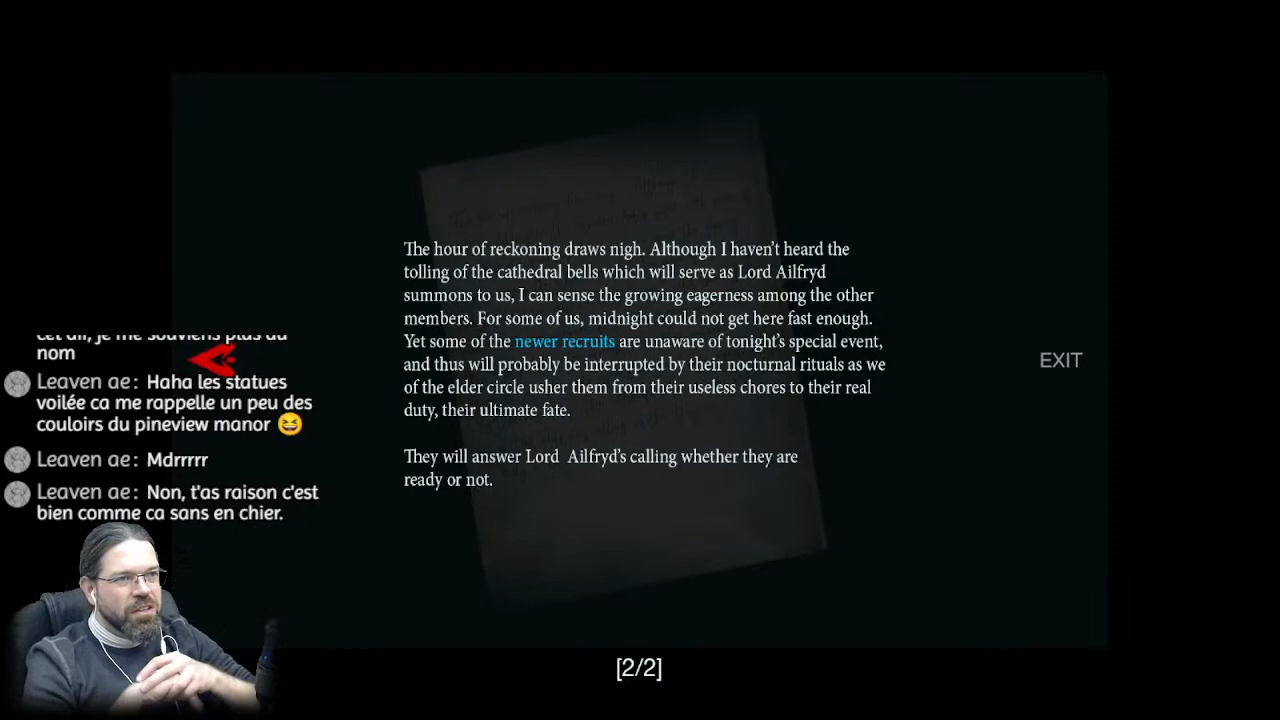 The hour of reckoning draws nigh. Although I haven't heard the
tolling of the cathedral bells which will serve as Lord Ailfryd
summons to us, I can sense the growing eagerness among the other
members. For some of us, midnight could not get here fast enough.
Yet some of the newer recruits are unaware of tonight's special event,
and thus will probably be interrupted by their nocturnal rituals as we
of the elder circle usher them from their useless chores to their real
duty, their ultimate fate.
They will answer Lord Ailfryd's calling whether they are
ready or not.
EXIT
[2/2]
nom
Leaven ae: Haha les statues
voilée ca me rappelle un peu des
couloirs du pineview manor 😆
Leaven ae: Mdrrrrr
Leaven ae: Non, t'as raison c'est
bien comme ca sans en chier.